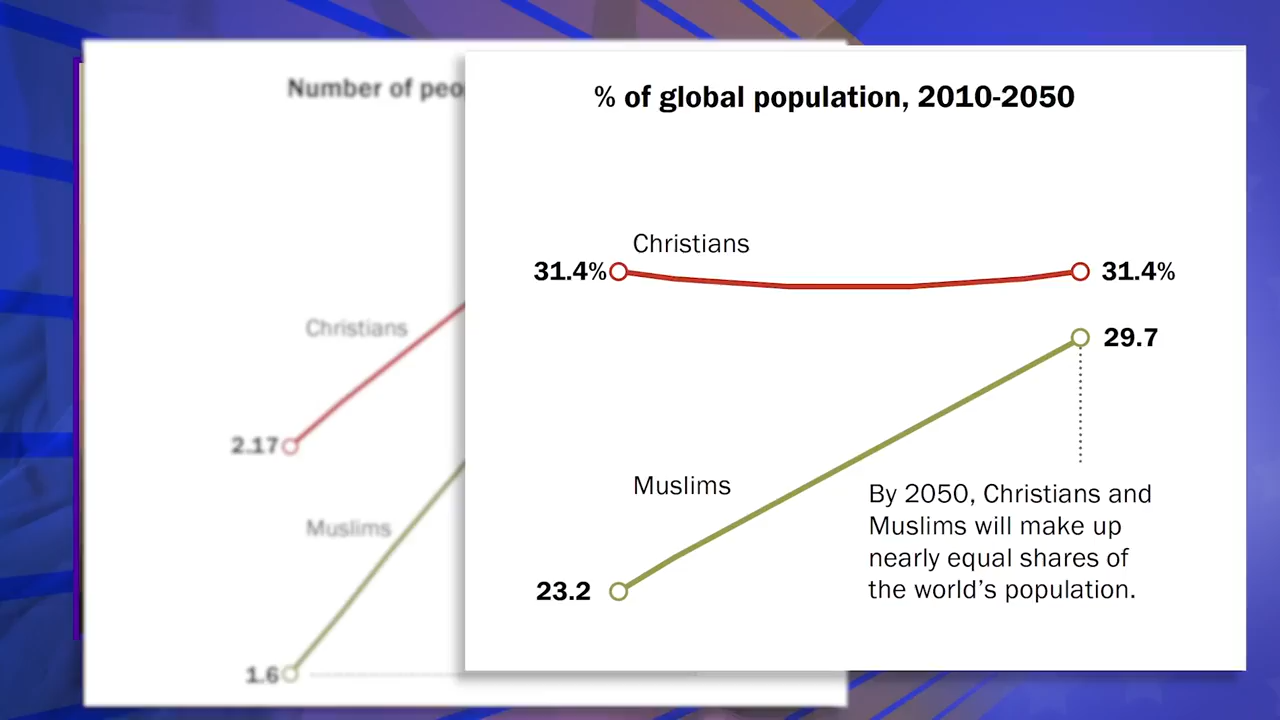 Number of peo
Christians
2.17
Muslims
1.6
% of global population, 2010-2050
Christians
31.4%
31.4%
29.7
Muslims
23.2
By 2050, Christians and
Muslims will make up
nearly equal shares of
the world's population.